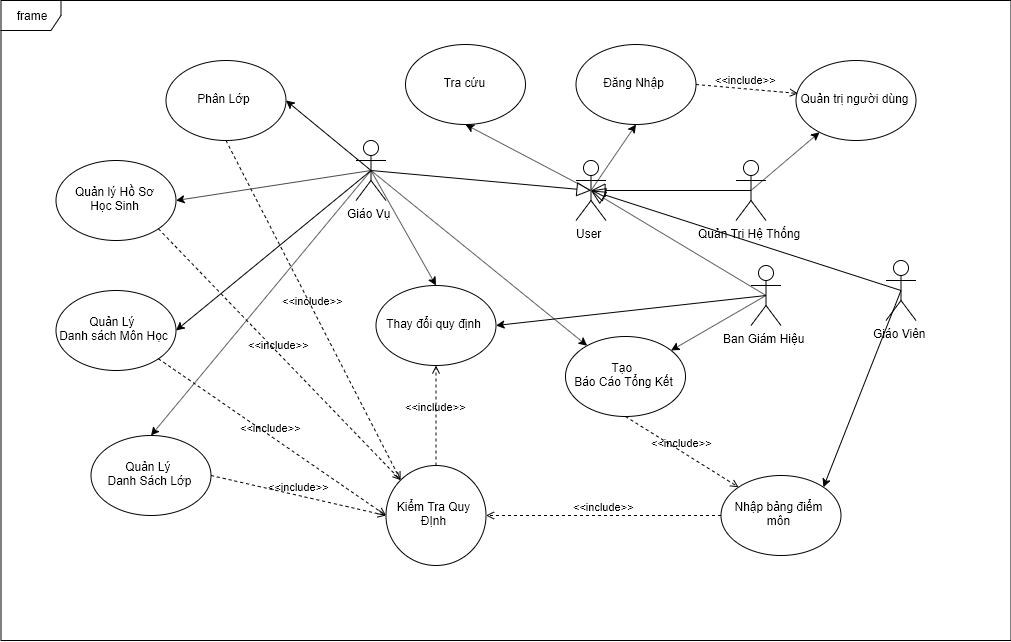 frame
Phân Lớp
Tra cứu
Đăng Nhập
<<include>>
Quản trị người dùng
Quản lý Hồ Sơ
Học Sinh
Giáo Vụ
User
Quản Trị Hệ Thống
<<include>>
Quản Lý
Danh sách Môn Học
<<include>>
Thay đổi quy định
Ban Giám Hiệu
Giáo Viên
Tạo
Báo Cáo Tổng Kết
<<include>>
<<include>>
<<include>>
Quản Lý
Danh Sách Lớp
<<include>>
Kiểm Tra Quy
Định
<<include>>
Nhập bảng điểm
môn